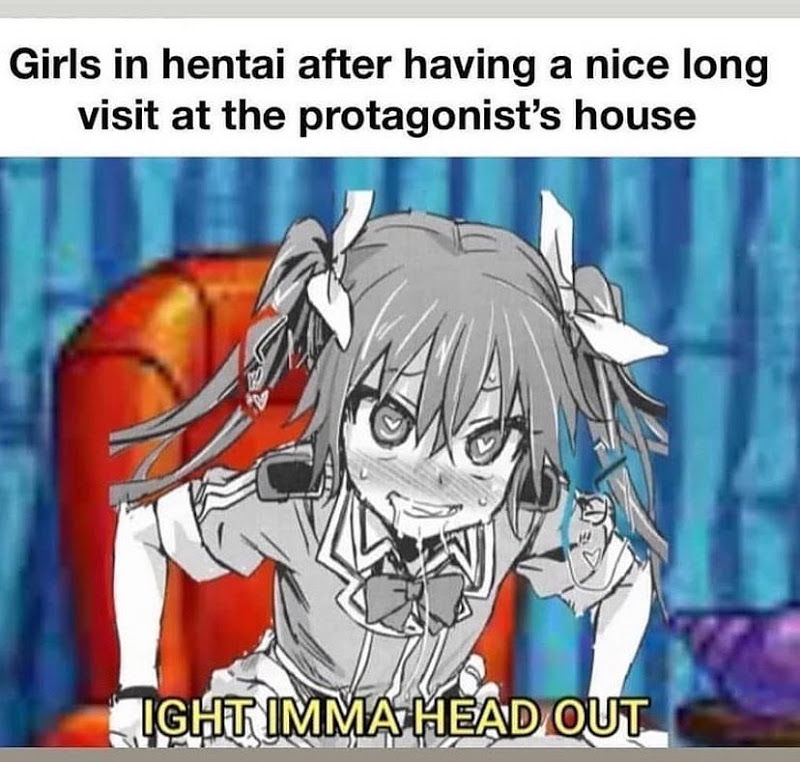 Girls in hentai after having a nice long
visit at the protagonist’s house
IGHT IMMA HEAD OUT